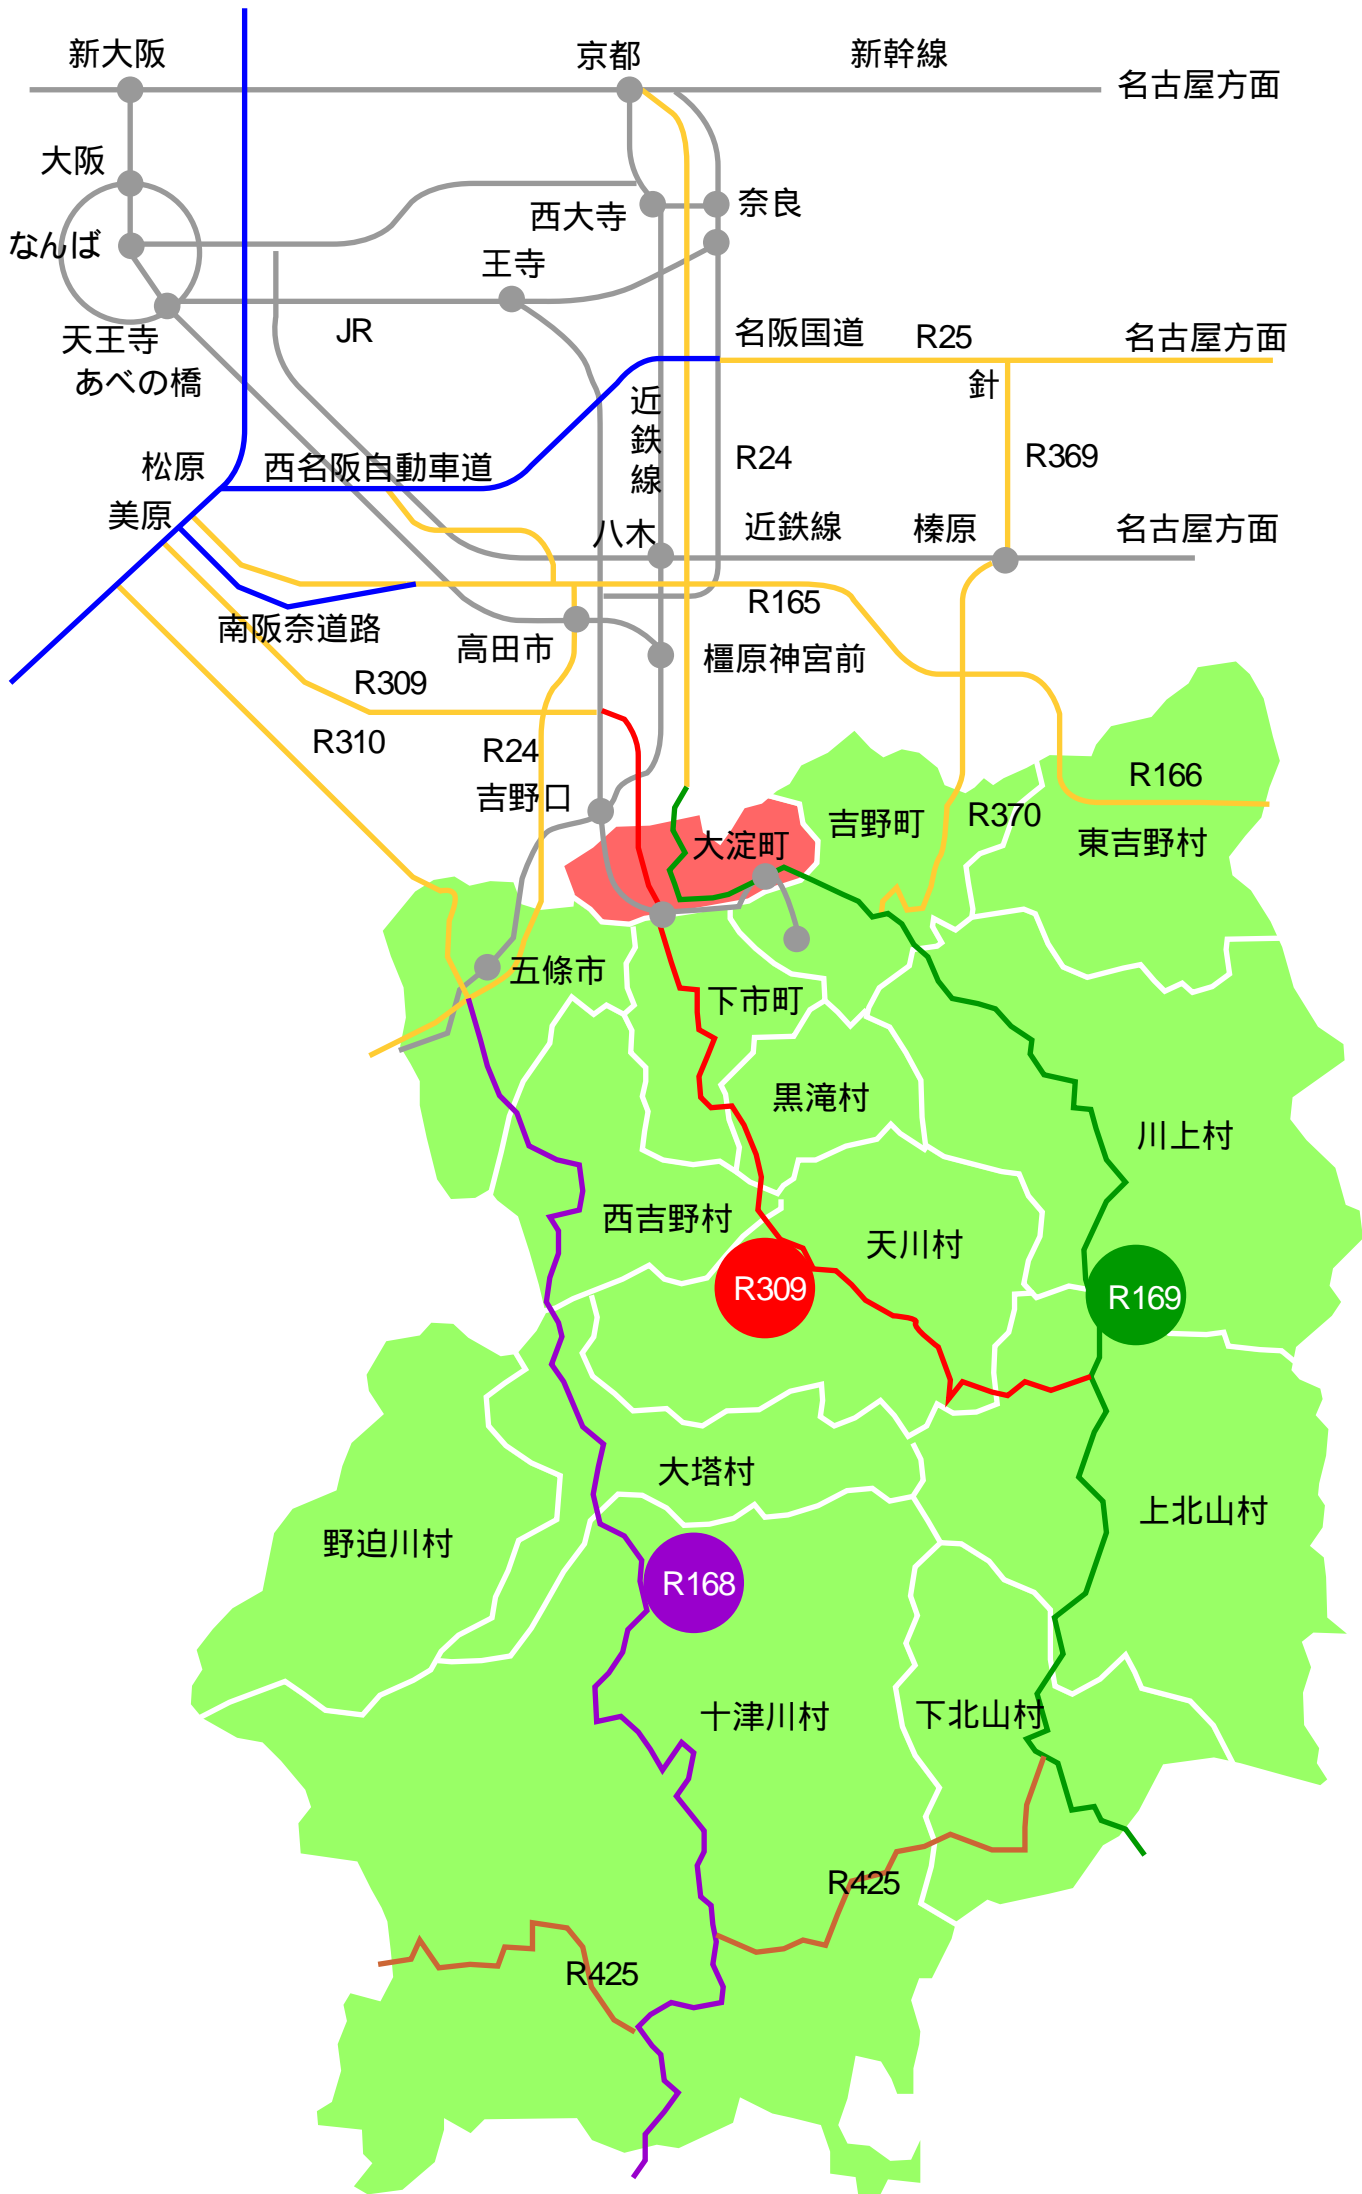 新大阪
京都
新幹線
名古屋方面
大阪
西大寺
奈良
なんば
王寺
天王寺
あべの橋
JR
名阪国道
R25
名古屋方面
針
近鉄線
松原
西名阪自動車道
R24
R369
美原
八木
近鉄線
榛原
名古屋方面
南阪奈道路
高田市
R165
橿原神宮前
R309
R310
R24
吉野口
大淀町
吉野町
R370
R166
東吉野村
五條市
下市町
黒滝村
川上村
西吉野村
天川村
R309
R169
大塔村
上北山村
野迫川村
R168
十津川村
下北山村
R425
R425